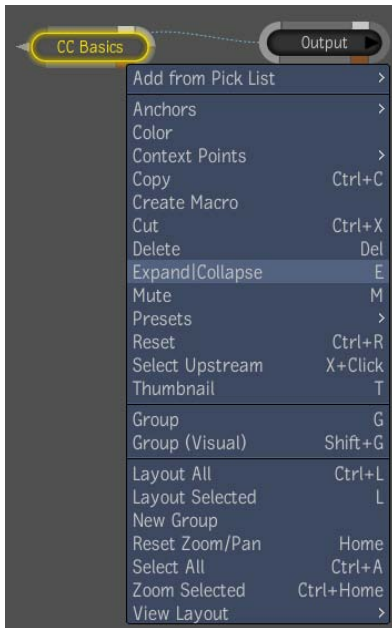 CC Basics
Output
Add from Pick List
Anchors
Color
Context Points
Copy Ctrl+C
Create Macro
Cut Ctrl+X
Delete Del
Expand|Collapse E
Mute M
Presets
Reset Ctrl+R
Select Upstream X+Click
Thumbnail T
Group G
Group (Visual) Shift+G
Layout All Ctrl+L
Layout Selected L
New Group
Reset Zoom/Pan Home
Select All Ctrl+A
Zoom Selected Ctrl+Home
View Layout